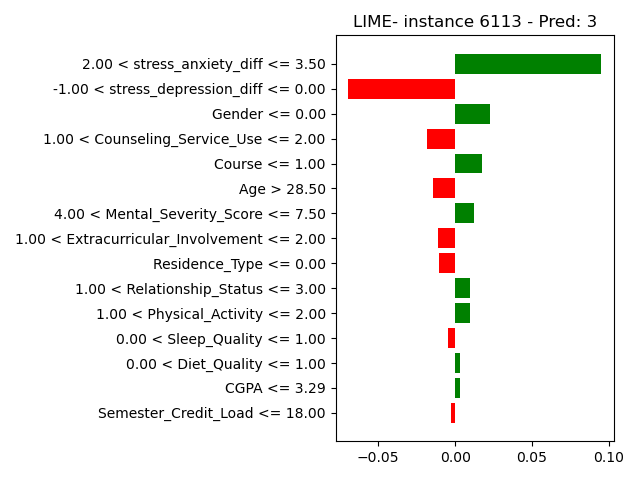 LIME- instance 6113 - Pred: 3
2.00 < stress_anxiety_diff <= 3.50
-1.00 < stress_depression_diff <= 0.00
Gender <= 0.00
1.00 < Counseling_Service_Use <= 2.00
Course <= 1.00
Age > 28.50
4.00 < Mental_Severity_Score <= 7.50
1.00 < Extracurricular_Involvement <= 2.00
Residence_Type <= 0.00
1.00 < Relationship_Status <= 3.00
1.00 < Physical_Activity <= 2.00
0.00 < Sleep_Quality <= 1.00
0.00 < Diet_Quality <= 1.00
CGPA <= 3.29
Semester_Credit_Load <= 18.00
−0.05 0.00 0.05 0.10